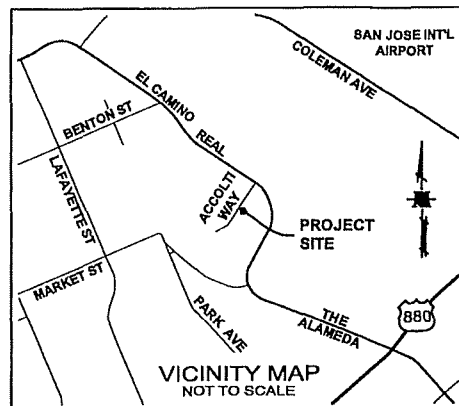 SAN JOSE INT'L
AIRPORT
COLEMAN AVE
EL CAMINO
REAL
BENTON ST
LAFAYETTE ST
ACCOLTI
WAY
PROJECT
SITE
MARKET ST
PARK AVE
THE
ALAMEDA
880
VICINITY MAP
NOT TO SCALE